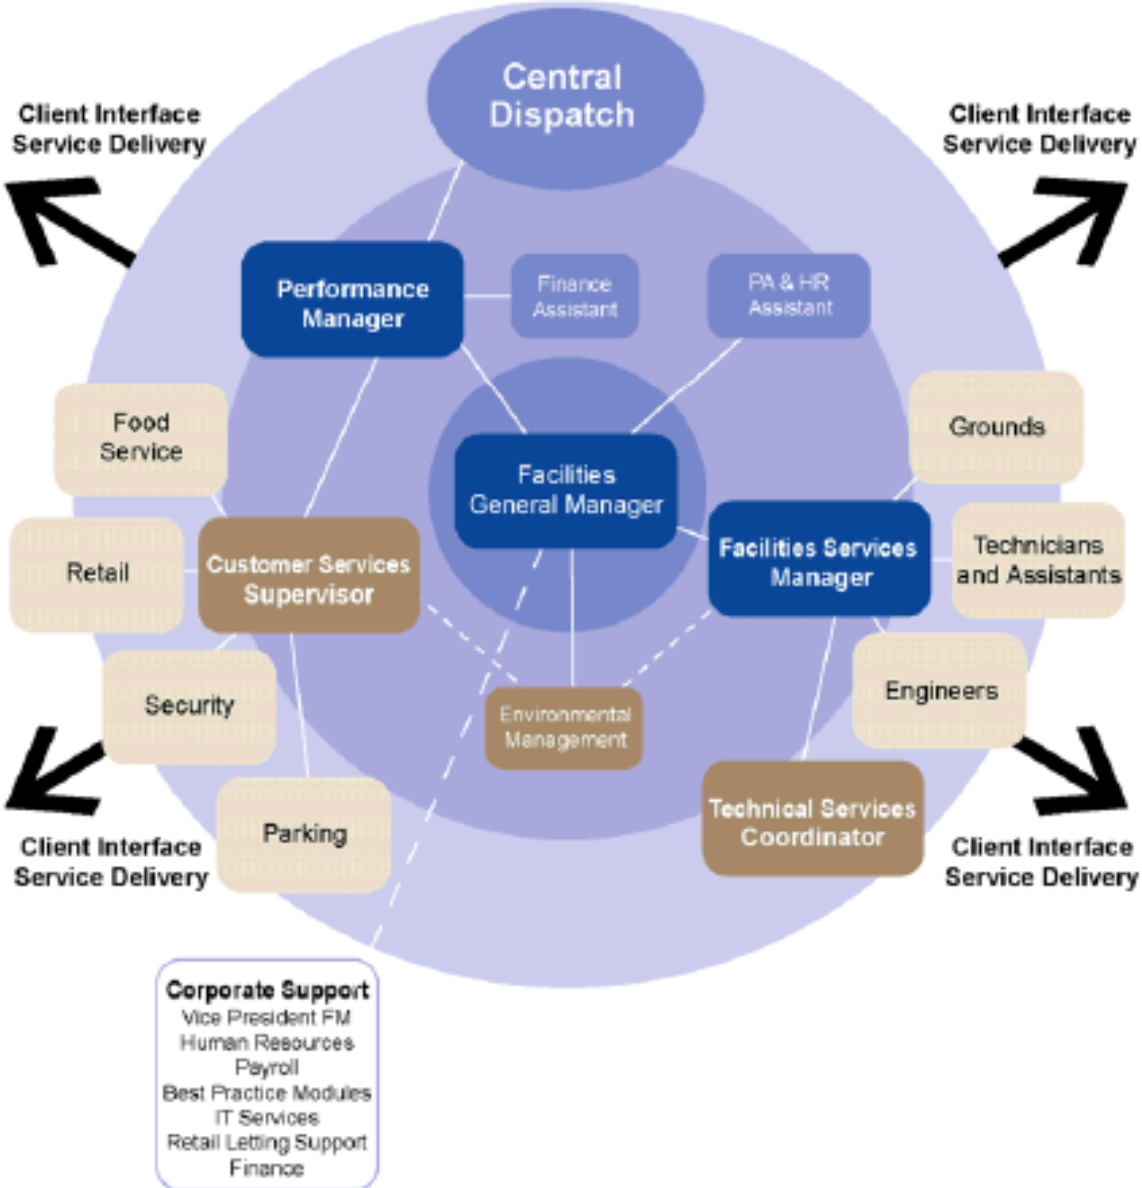 Central
Dispatch
Client Interface
Service Delivery
Client Interface
Service Delivery
Performance
Manager
Finance
Assistant
PA & HR
Assistant
Food
Service
Grounds
Facilities
General Manager
Retail
Customer Services
Supervisor
Facilities Services
Manager
Technicians
and Assistants
Security
Environmental
Management
Engineers
Parking
Technical Services
Coordinator
Client Interface
Service Delivery
Client Interface
Service Delivery
Corporate Support
Vice President FM
Human Resources
Payroll
Best Practice Modules
IT Services
Retail Letting Support
Finance